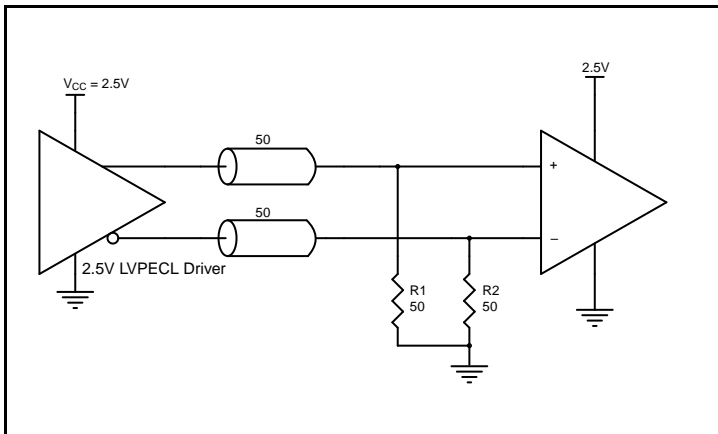 2.5V
V_CC = 2.5V
50
+
50
–
2.5V LVPECL Driver
R1
50
R2
50